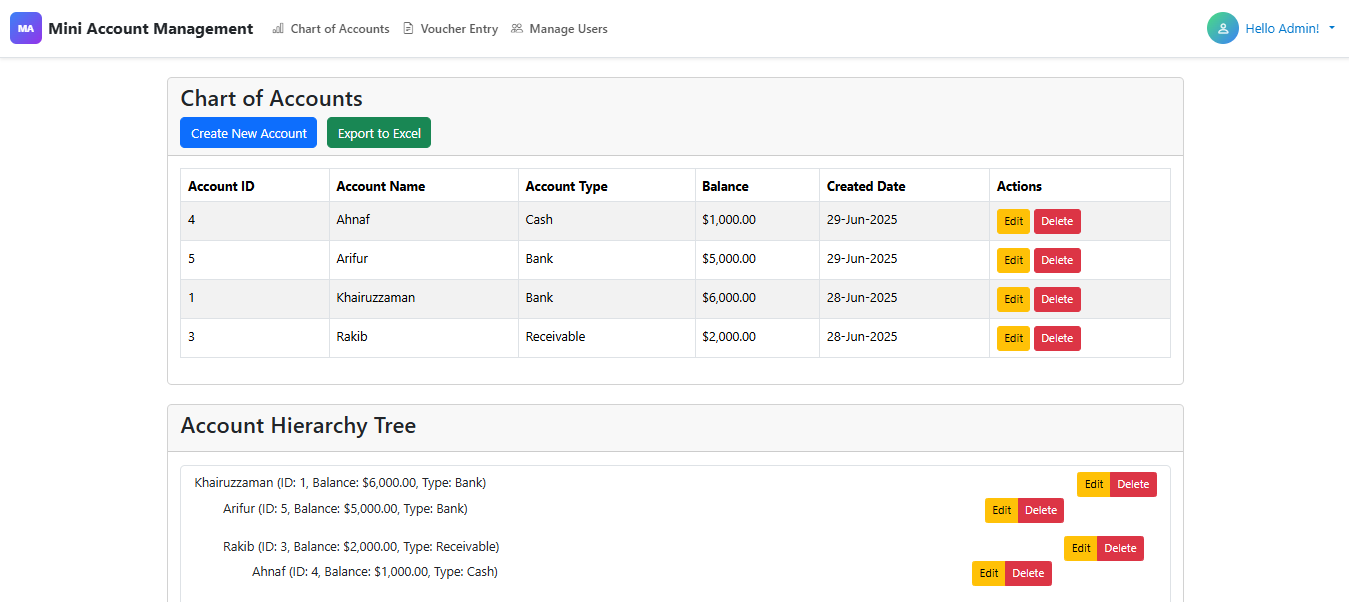 MA Mini Account Management Chart of Accounts Voucher Entry Manage Users Hello Admin!
Chart of Accounts
Create New Account Export to Excel
Account ID Account Name Account Type Balance Created Date Actions
4 Ahnaf Cash $1,000.00 29-Jun-2025 Edit Delete
5 Arifur Bank $5,000.00 29-Jun-2025 Edit Delete
1 Khairuzzaman Bank $6,000.00 28-Jun-2025 Edit Delete
3 Rakib Receivable $2,000.00 28-Jun-2025 Edit Delete
Account Hierarchy Tree
Khairuzzaman (ID: 1, Balance: $6,000.00, Type: Bank) Edit Delete
Arifur (ID: 5, Balance: $5,000.00, Type: Bank) Edit Delete
Rakib (ID: 3, Balance: $2,000.00, Type: Receivable) Edit Delete
Ahnaf (ID: 4, Balance: $1,000.00, Type: Cash) Edit Delete